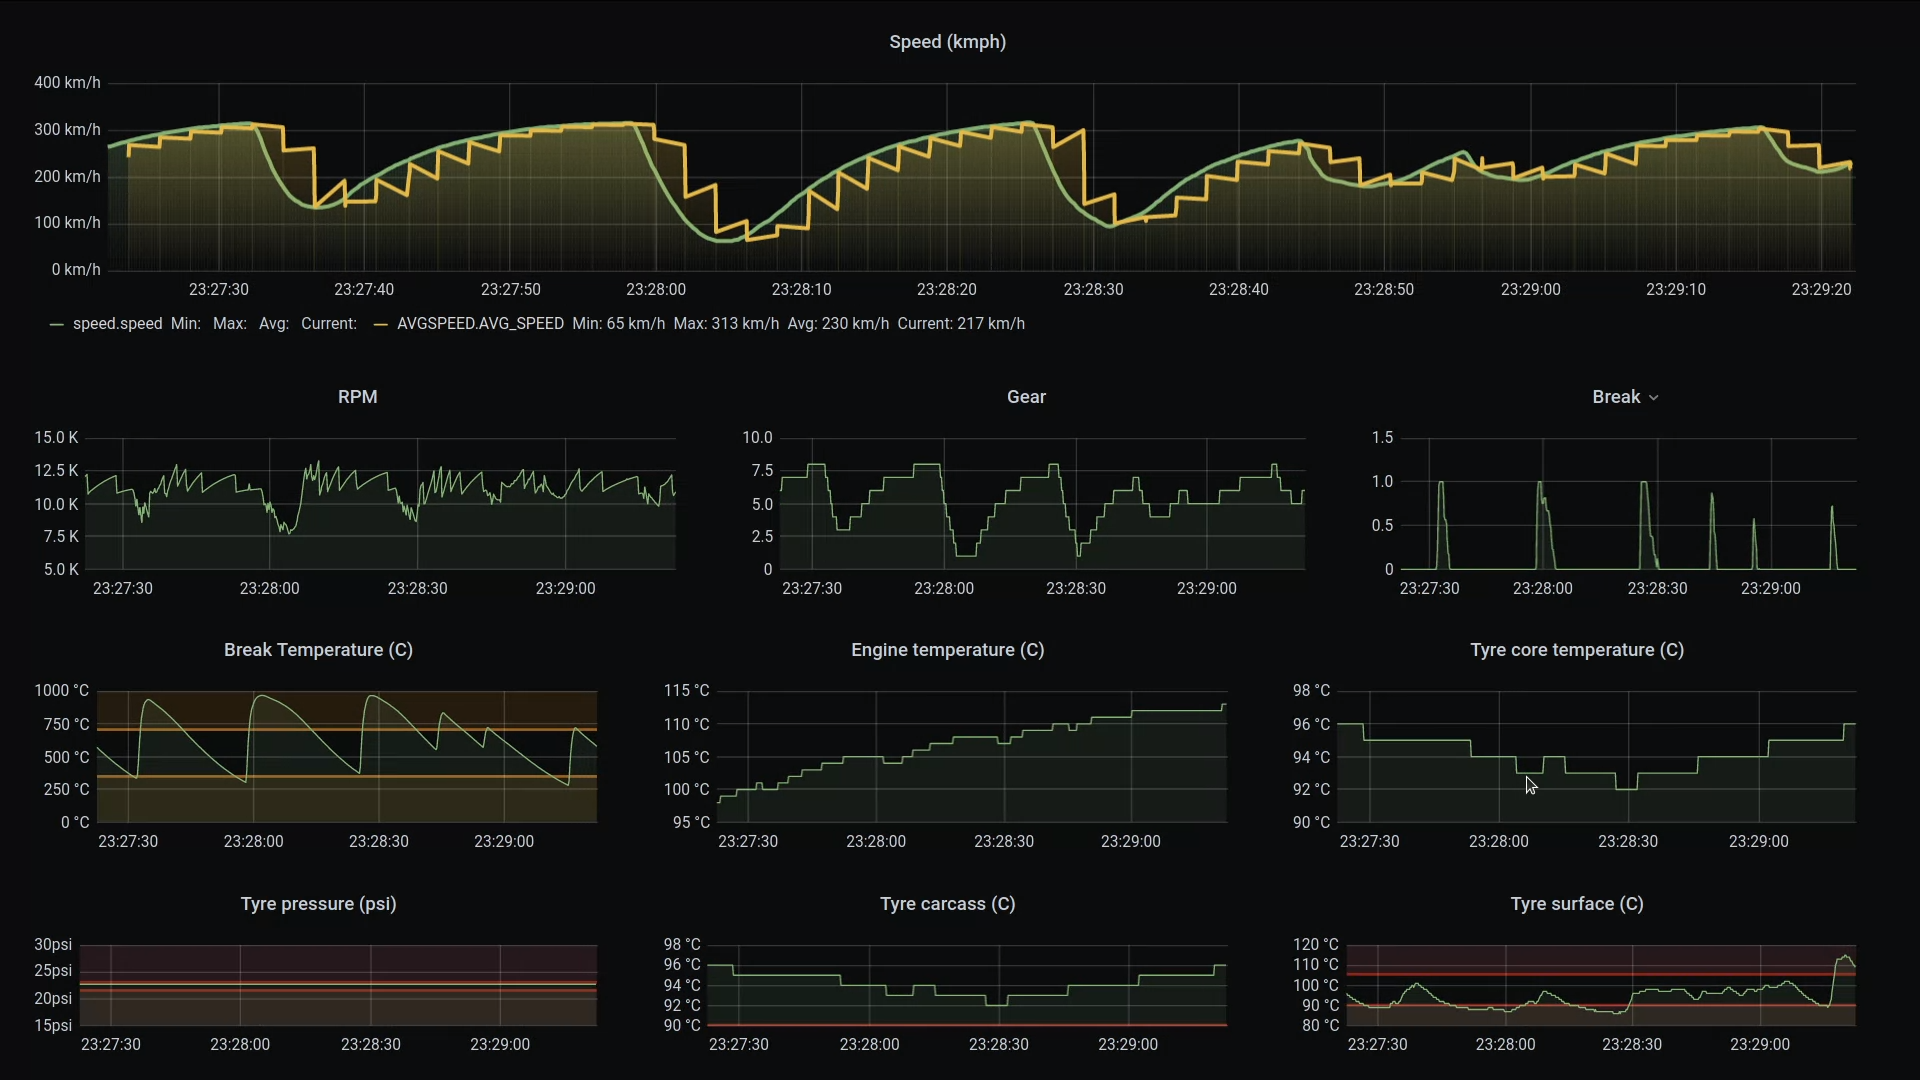 Speed (kmph)
400 km/h
300 km/h
200 km/h
100 km/h
0 km/h
23:27:30 23:27:40 23:27:50 23:28:00 23:28:10 23:28:20 23:28:30 23:28:40 23:28:50 23:29:00 23:29:10 23:29:20
speed.speed Min: Max: Avg: Current: AVGSPEED.AVG_SPEED Min: 65 km/h Max: 313 km/h Avg: 230 km/h Current: 217 km/h
RPM
15.0 K
12.5 K
10.0 K
7.5 K
5.0 K
23:27:30 23:28:00 23:28:30 23:29:00
Gear
10.0
7.5
5.0
2.5
0
23:27:30 23:28:00 23:28:30 23:29:00
Break
1.5
1.0
0.5
0
23:27:30 23:28:00 23:28:30 23:29:00
Break Temperature (C)
1000 °C
750 °C
500 °C
250 °C
0 °C
23:27:30 23:28:00 23:28:30 23:29:00
Engine temperature (C)
115 °C
110 °C
105 °C
100 °C
95 °C
23:27:30 23:28:00 23:28:30 23:29:00
Tyre core temperature (C)
98 °C
96 °C
94 °C
92 °C
90 °C
23:27:30 23:28:00 23:28:30 23:29:00
Tyre pressure (psi)
30psi
25psi
20psi
15psi
23:27:30 23:28:00 23:28:30 23:29:00
Tyre carcass (C)
98 °C
96 °C
94 °C
92 °C
90 °C
23:27:30 23:28:00 23:28:30 23:29:00
Tyre surface (C)
120 °C
110 °C
100 °C
90 °C
80 °C
23:27:30 23:28:00 23:28:30 23:29:00